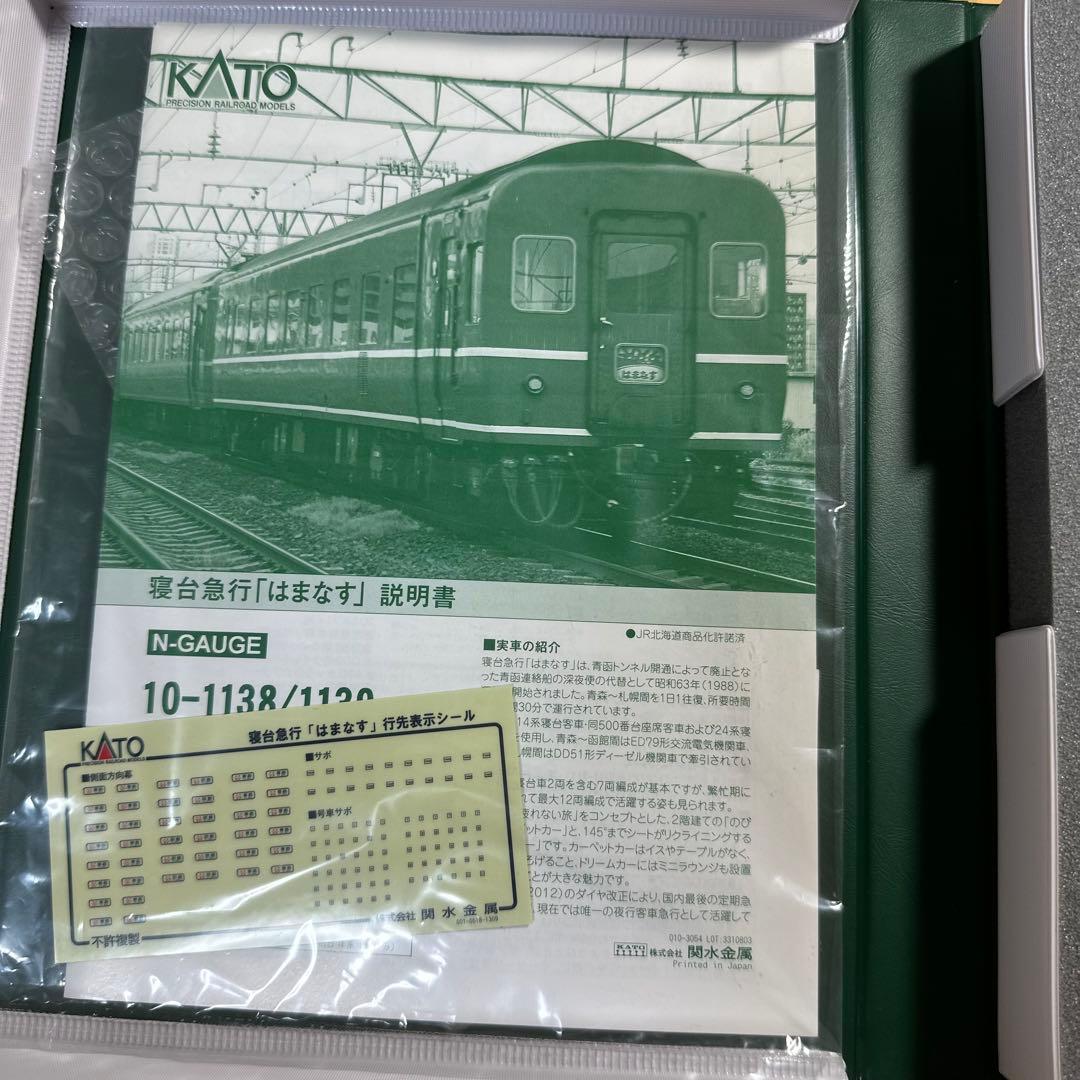 KATO
PRECISION RAILROAD MODELS
はまなす
寝台急行「はまなす」 説明書
N-GAUGE
10-1138/1139
●JR北海道商品化許諾済
■実車の紹介
寝台急行「はまなす」は、青函トンネル開通によって廃止とな
った青函連絡船の深夜便の代替として昭和63年(1988)に
開始されました。青森〜札幌間を1日1往復、所要時間
30分で運行されています。
14系寝台客車・同500番台座席客車および24系寝
を使用し、青森〜函館間はED79形交流電気機関車、
幌間はDD51形ディーゼル機関車で牽引されてい
寝台車2両を含む7両編成が基本ですが、繁忙期に
れて最大12両編成で活躍する姿も見られます。
疲れない旅」をコンセプトとした、2階建ての「のび
ットカー」と、145°までシートがリクライニングする
ー」です。カーペットカーはイスやテーブルがなく、
ろげること、ドリームカーにはミニラウンジも設置
とが大きな魅力です。
2012)のダイヤ改正により、国内最後の定期急
、現在では唯一の夜行客車急行として活躍して
010-3054 LOT:3310803
KATO 株式会社 関水金属
Printed in Japan
KATO
PRECISION RAILROAD MODELS
寝台急行「はまなす」行先表示シール
■側面方向幕
■サボ
■号車サボ
株式会社 関水金属
不許複製